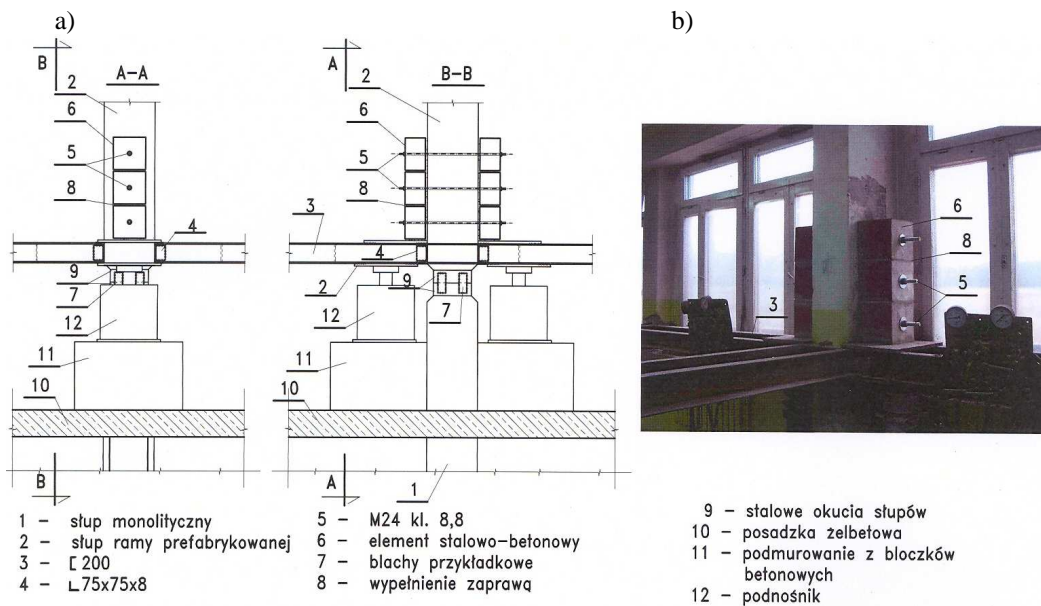 a)
b)
B
A-A
2
6
5
8
4
9
7
12
11
10
B
A
B-B
2
6
5
8
3
4
9
2
7
12
11
10
A
1
6
8
5
3
1 – słup monolityczny
2 – słup ramy prefabrykowanej
3 – [ 200
4 – L 75x75x8
5 – M24 kl. 8,8
6 – element stalowo-betonowy
7 – blachy przykładkowe
8 – wypełnienie zaprawą
9 – stalowe okucia słupów
10 – posadzka żelbetowa
11 – podmurowanie z bloczków
betonowych
12 – podnośnik